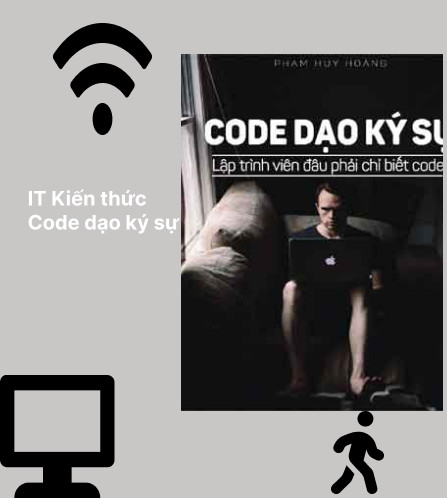 PHẠM HUY HOÀNG
CODE DẠO KÝ SỰ
Lập trình viên đâu phải chỉ biết code
IT Kiến thức
Code dạo ký sự